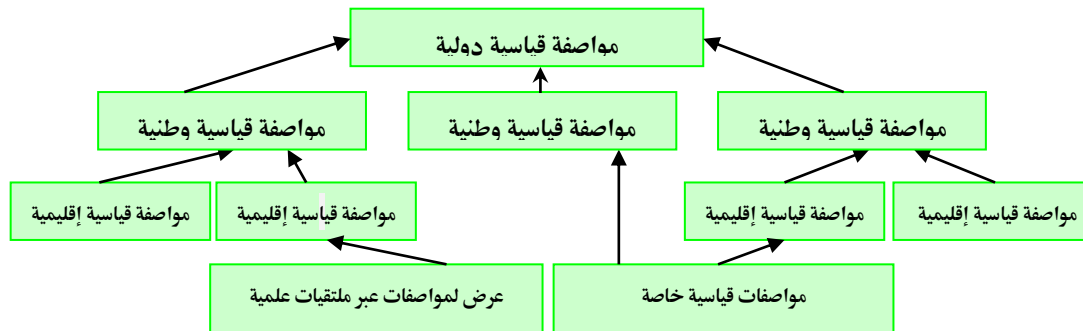 مواصفة قياسية دولية
مواصفة قياسية وطنية
مواصفة قياسية وطنية
مواصفة قياسية وطنية
مواصفة قياسية إقليمية
مواصفة قياسية إقليمية
مواصفة قياسية إقليمية
مواصفة قياسية إقليمية
مواصفات قياسية خاصة
عرض لمواصفات عبر ملتقيات علمية